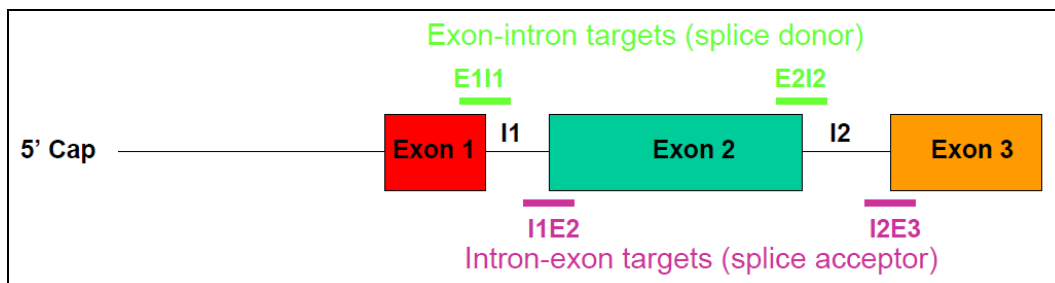 Exon-intron targets (splice donor)
E1I1 E2I2
5' Cap Exon 1 I1 Exon 2 I2 Exon 3
I1E2 I2E3
Intron-exon targets (splice acceptor)